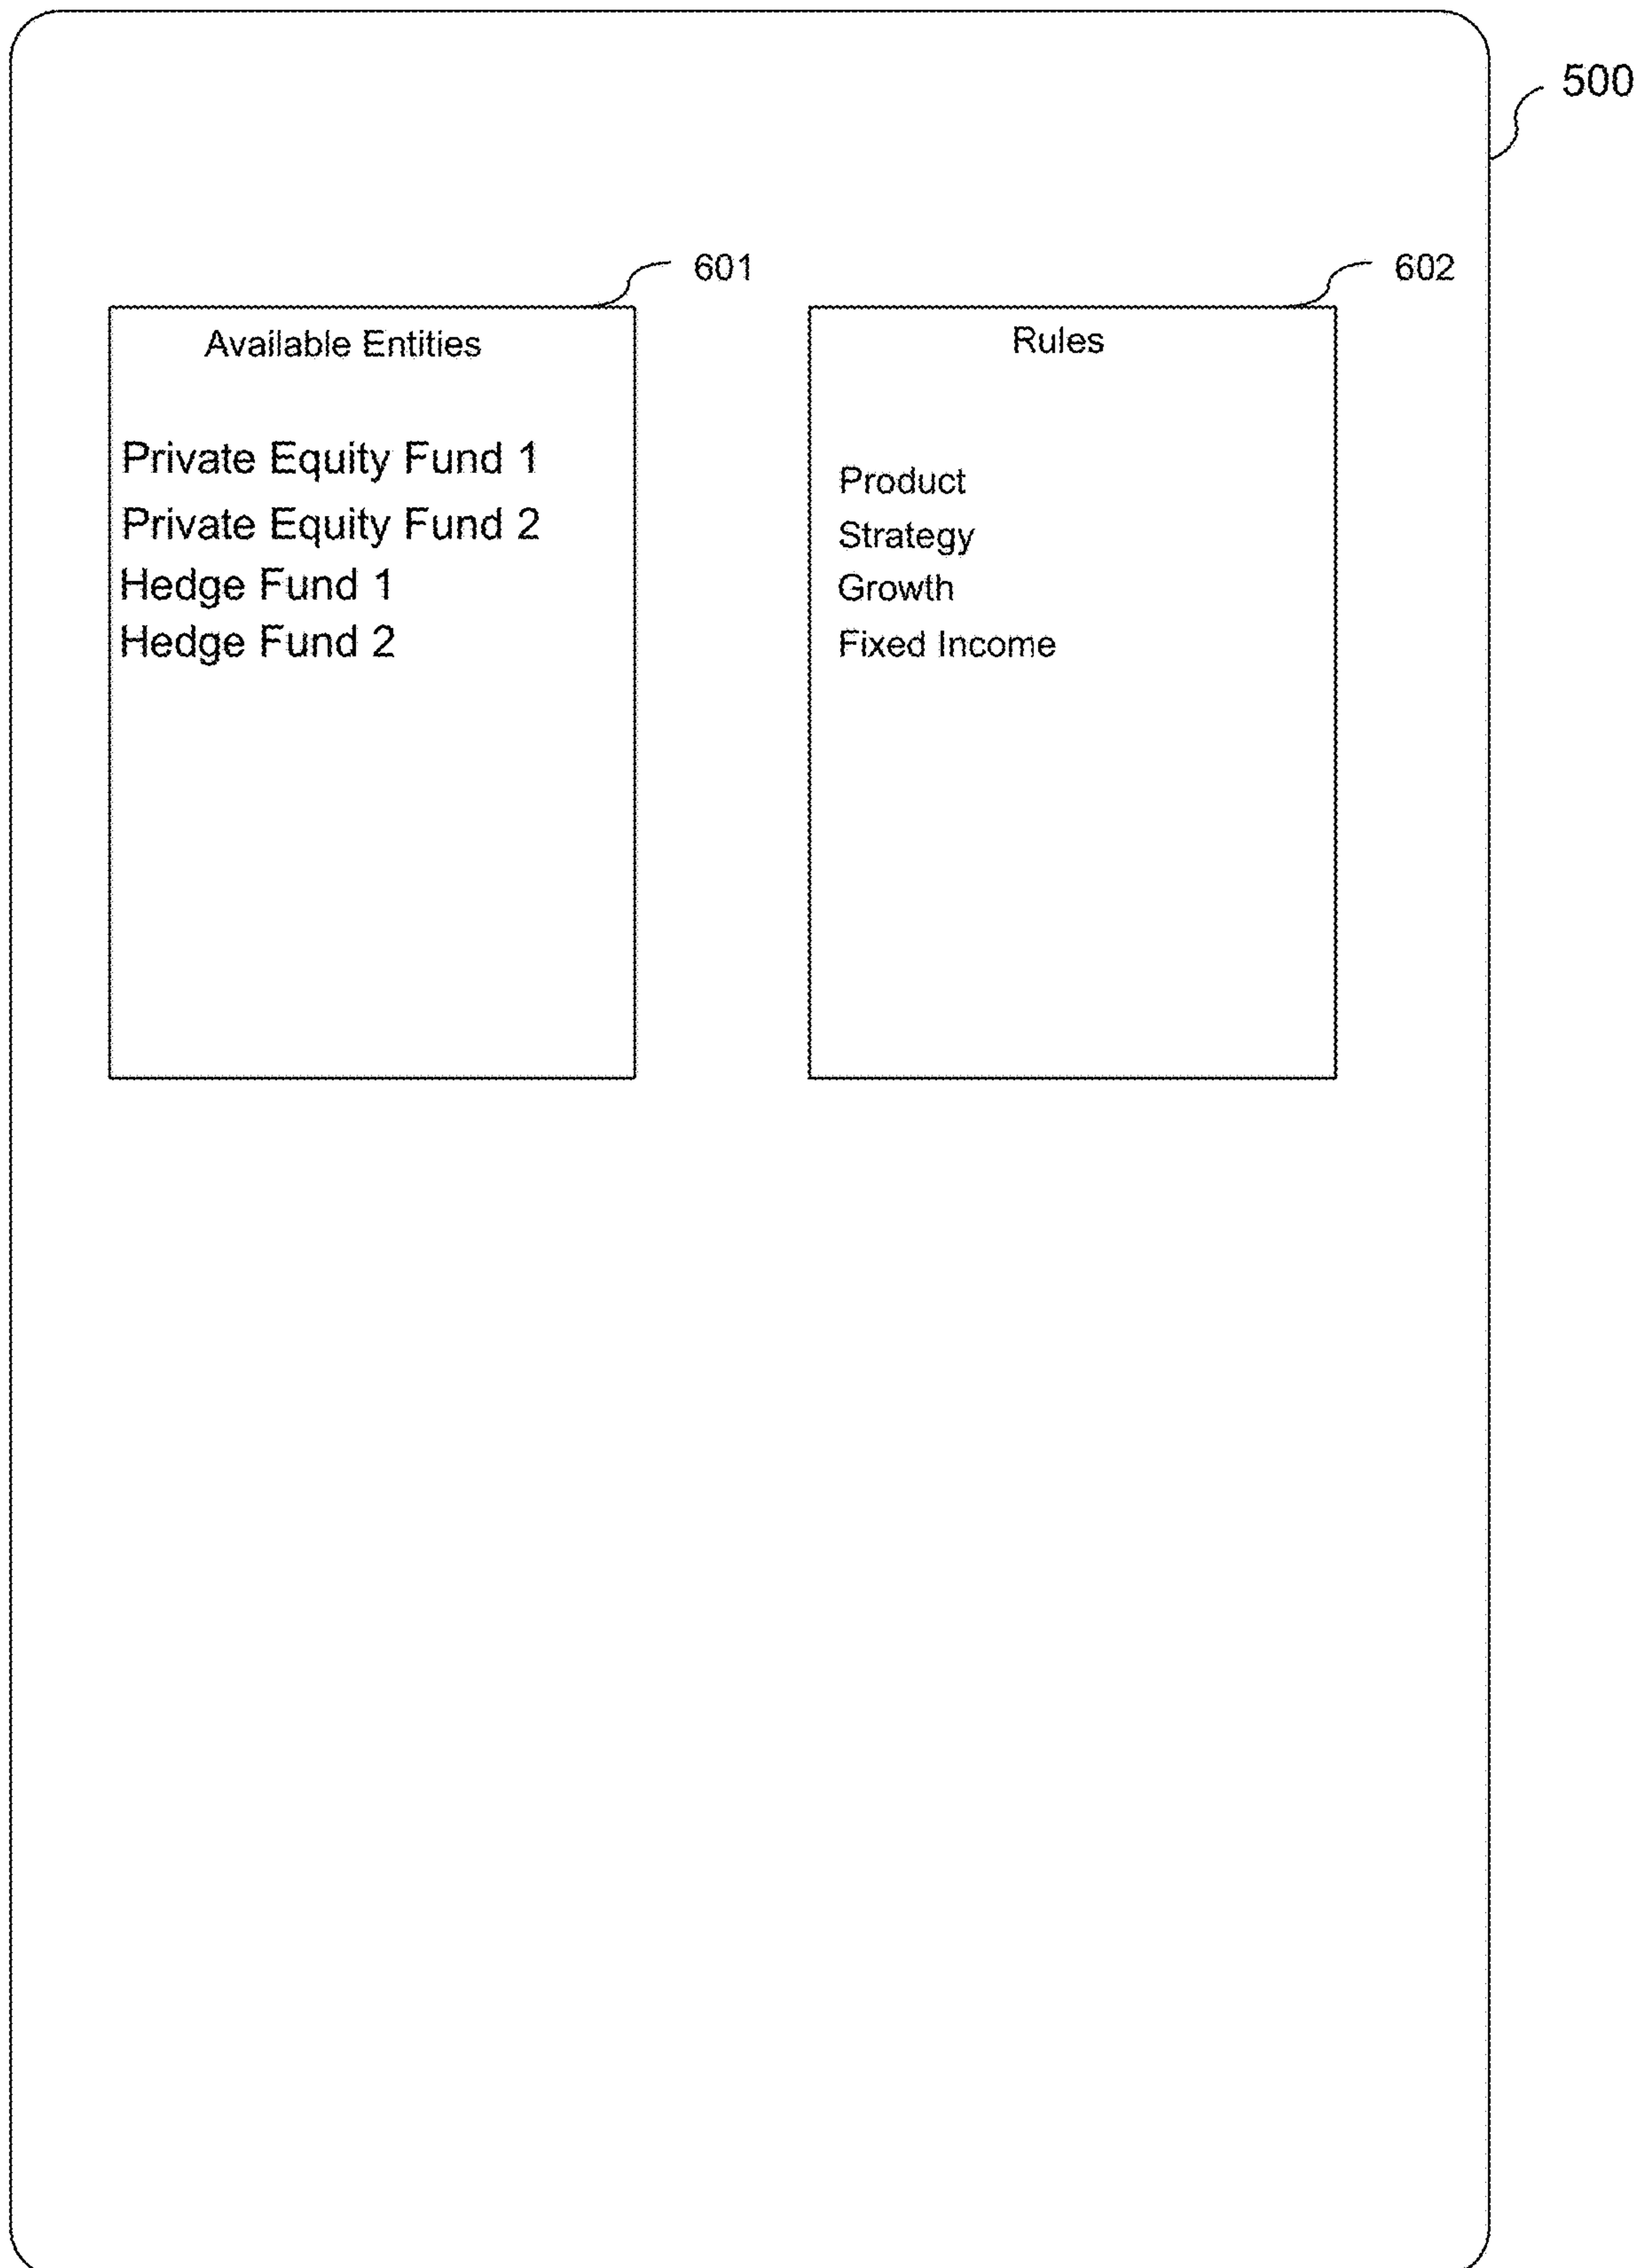 500
601
602
Available Entities
Private Equity Fund 1
Private Equity Fund 2
Hedge Fund 1
Hedge Fund 2
Rules
Product
Strategy
Growth
Fixed Income